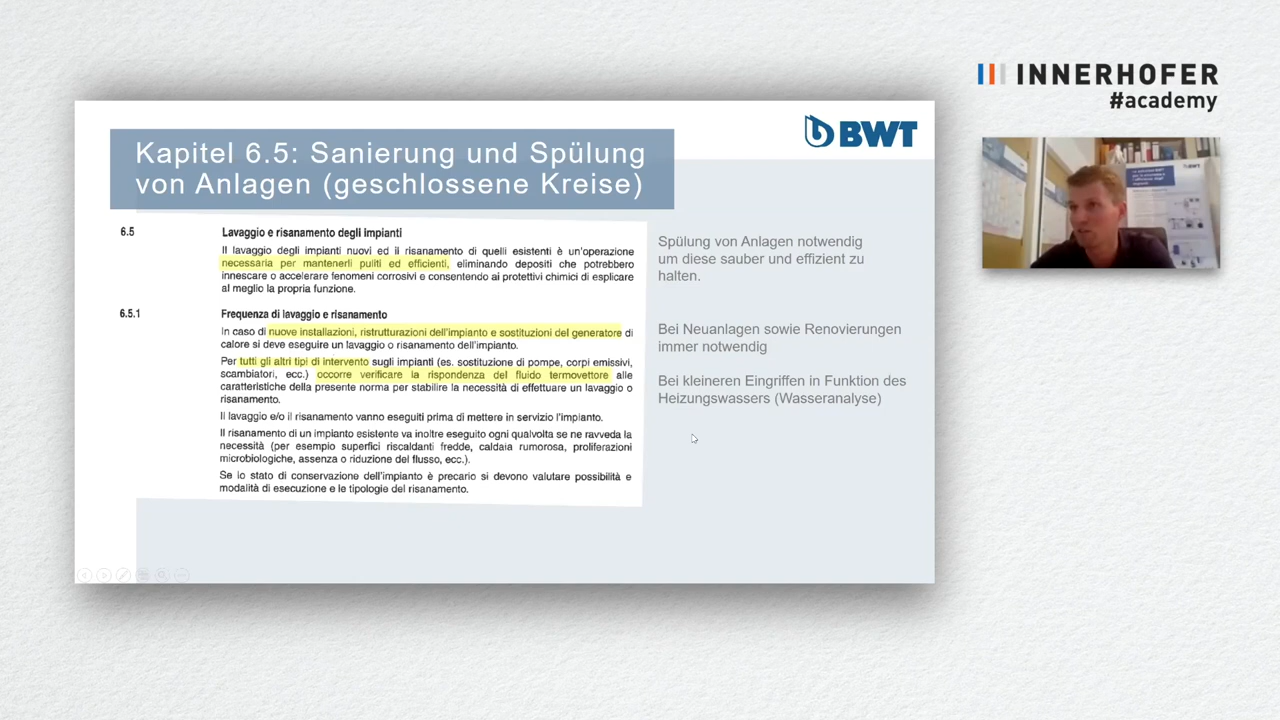 INNERHOFER
#academy
BWT
Kapitel 6.5: Sanierung und Spülung
von Anlagen (geschlossene Kreise)
6.5 Lavaggio e risanamento degli impianti
Il lavaggio degli impianti nuovi ed il risanamento di quelli esistenti è un'operazione
necessaria per mantenerli puliti ed efficienti, eliminando depositi che potrebbero
innescare o accelerare fenomeni corrosivi e consentendo ai protettivi chimici di esplicare
al meglio la propria funzione.
6.5.1 Frequenza di lavaggio e risanamento
In caso di nuove installazioni, ristrutturazioni dell'impianto e sostituzioni del generatore di
calore si deve eseguire un lavaggio o risanamento dell'impianto.
Per tutti gli altri tipi di intervento sugli impianti (es. sostituzione di pompe, corpi emissivi,
scambiatori, ecc.) occorre verificare la rispondenza del fluido termovettore alle
caratteristiche della presente norma per stabilire la necessità di effettuare un lavaggio o
risanamento.
Il lavaggio e/o il risanamento vanno eseguiti prima di mettere in servizio l'impianto.
Il risanamento di un impianto esistente va inoltre eseguito ogni qualvolta se ne ravveda la
necessità (per esempio superfici riscaldanti fredde, caldaia rumorosa, proliferazioni
microbiologiche, assenza o riduzione del flusso, ecc.).
Se lo stato di conservazione dell'impianto è precario si devono valutare possibilità e
modalità di esecuzione e le tipologie del risanamento.
Spülung von Anlagen notwendig
um diese sauber und effizient zu
halten.
Bei Neuanlagen sowie Renovierungen
immer notwendig
Bei kleineren Eingriffen in Funktion des
Heizungswassers (Wasseranalyse)